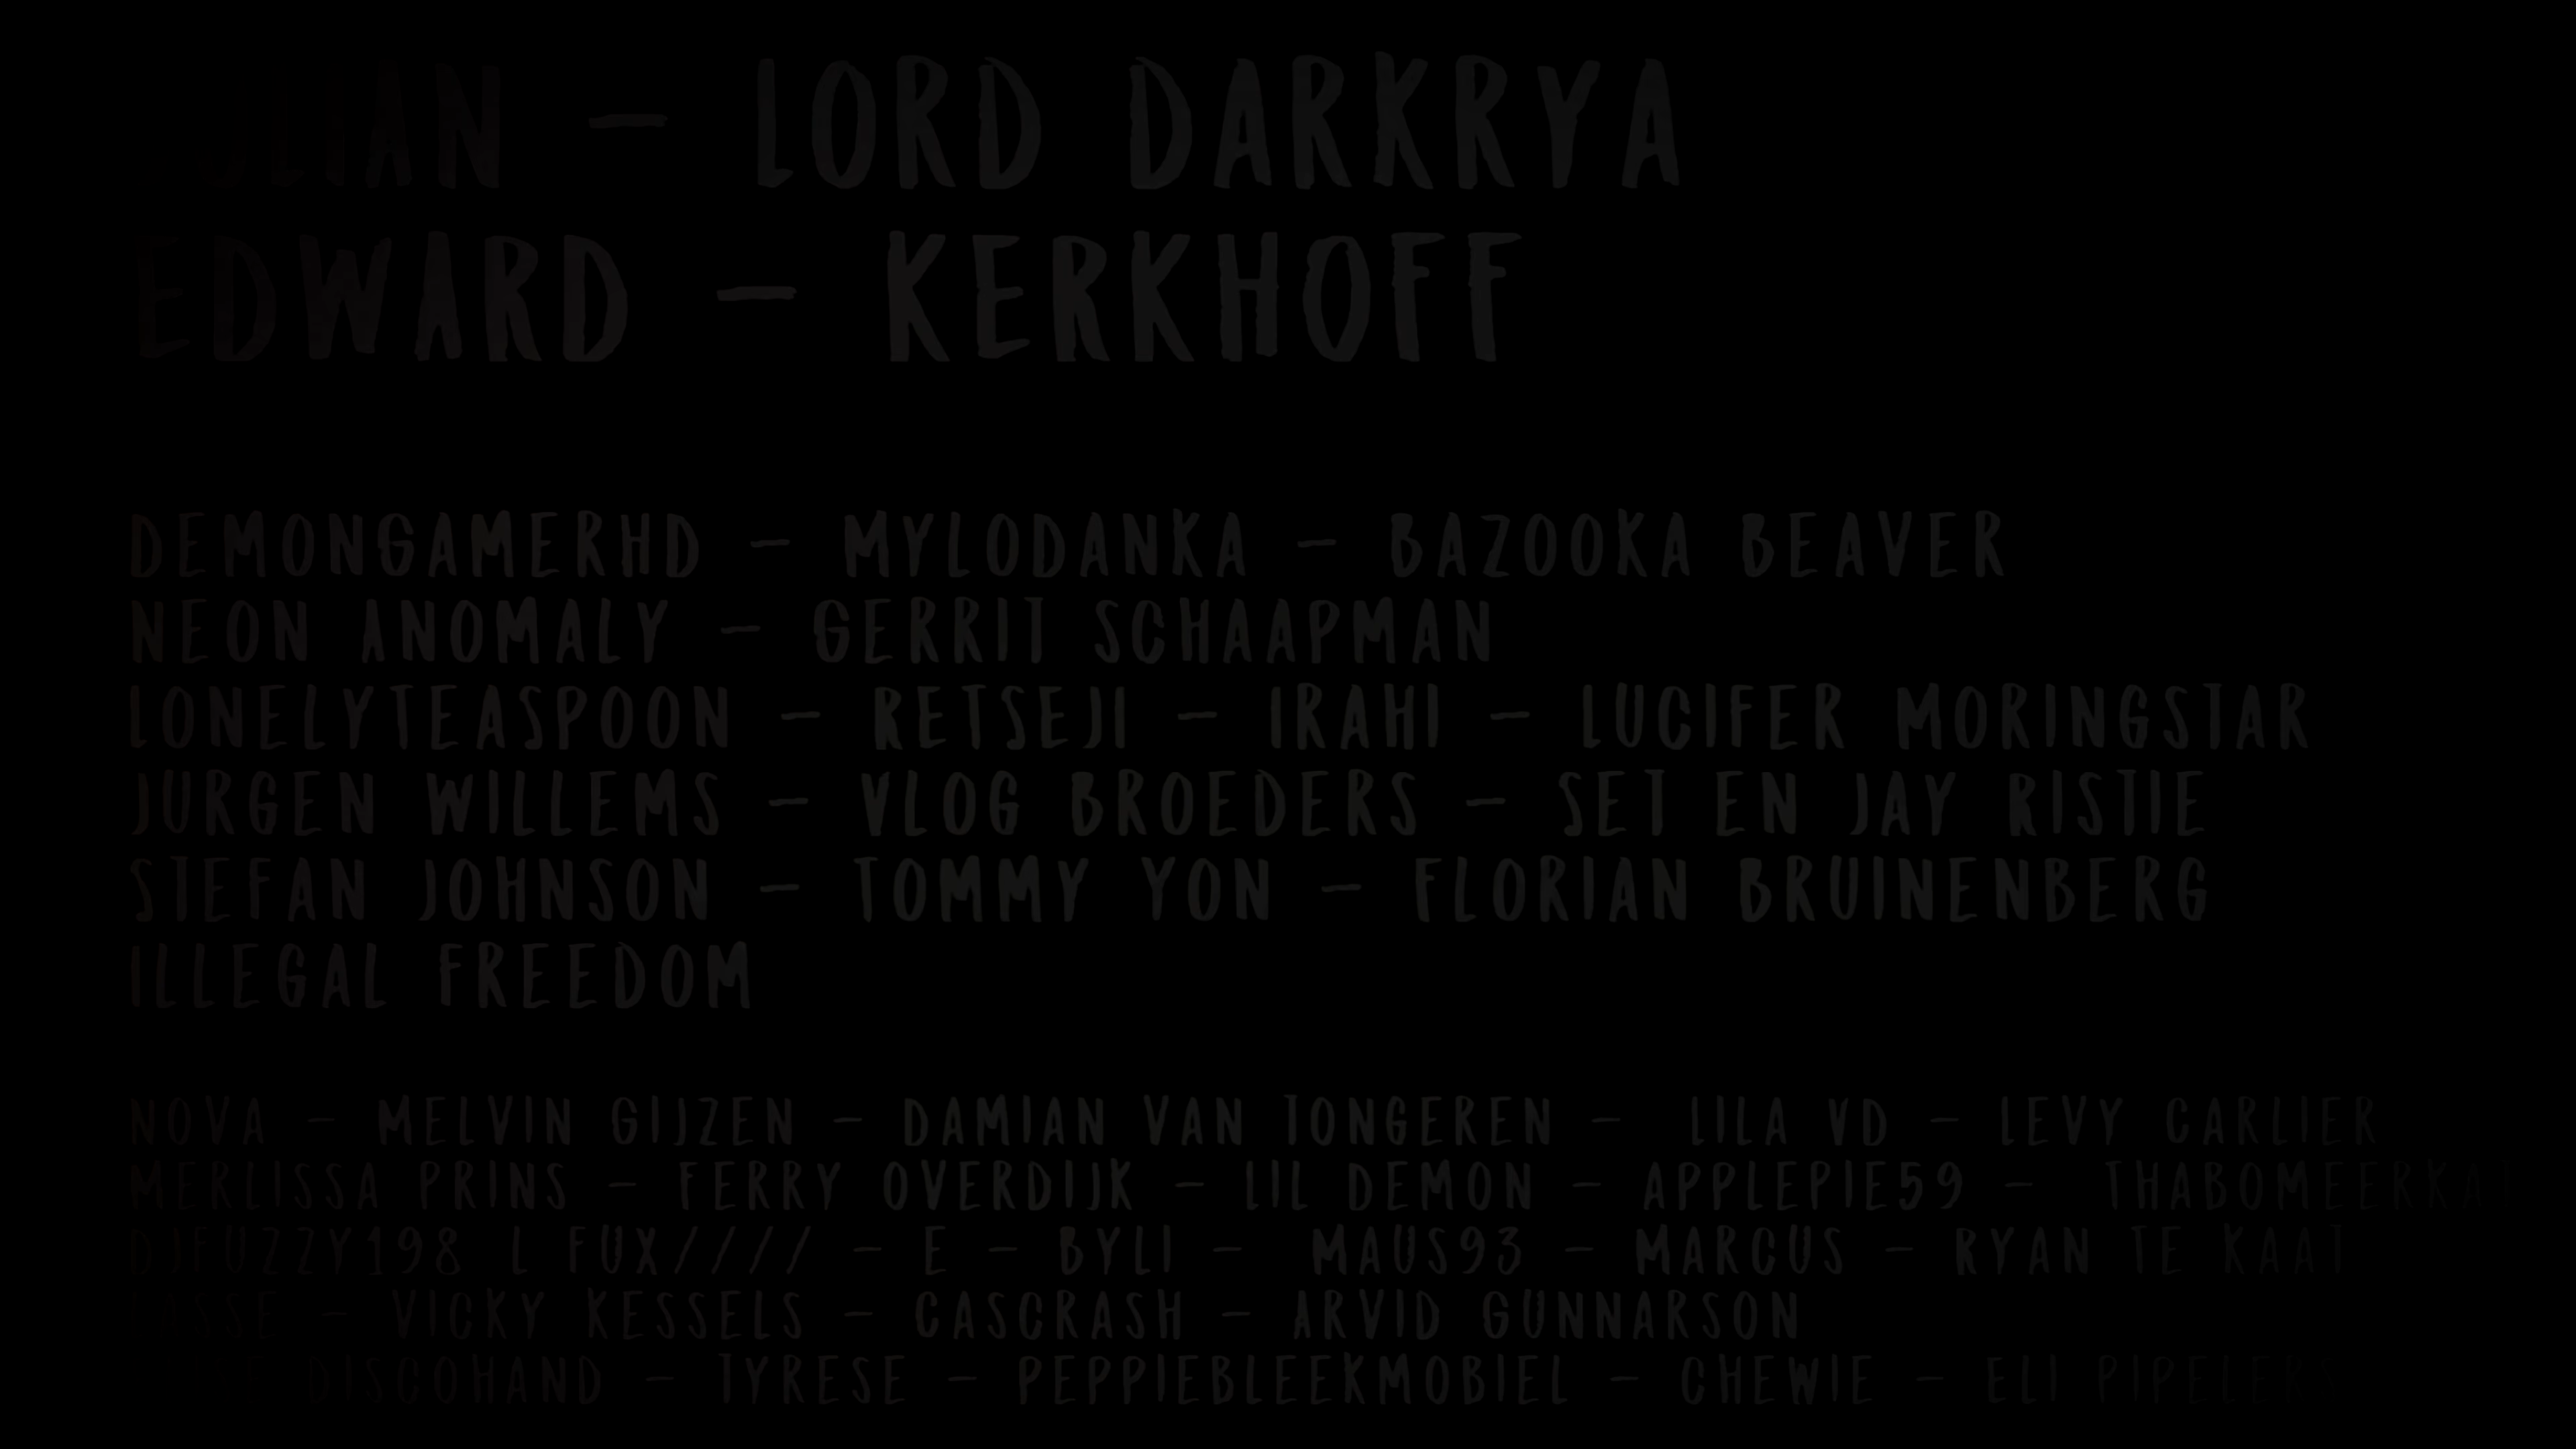 — LORD DARKRYA
EDWARD — KERKHOFF
DEMONGAMERHD — MYLODANKA — BAZOOKA BEAVER
NEON ANOMALY — GERRIT SCHAAPMAN
LONELYTEASPOON — RETSEJI — IRAHI — LUCIFER MORINGSTAR
JURGEN WILLEMS — VLOG BROEDERS — SET EN JAY RISTIE
STEFAN JOHNSON — TOMMY YON — FLORIAN BRUINENBERG
ILLEGAL FREEDOM
NOVA — MELVIN GIJZEN — DAMIAN VAN TONGEREN — LILA VD — LEVY CARLIER
MERLISSA PRINS — FERRY OVERDIJK — LIL DEMON — APPLEPIE59 — THABOMEERKAT
DJFUZZY198 L FUX//// — E — BYLI — MAUS93 — MARCUS — RYAN TE KAAT
— VICKY KESSELS — CASCRASH — ARVID GUNNARSON
DISCOHAND — TYRESE — PEPPIEBLEEKMOBIEL — CHEWIE — ELI